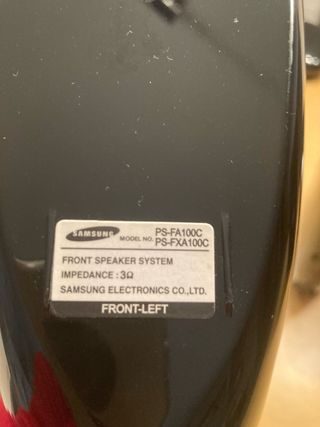 SAMSUNG MODEL NO. PS-FA100C
PS-FXA100C
FRONT SPEAKER SYSTEM
IMPEDANCE : 3Ω
SAMSUNG ELECTRONICS CO.,LTD.
FRONT-LEFT